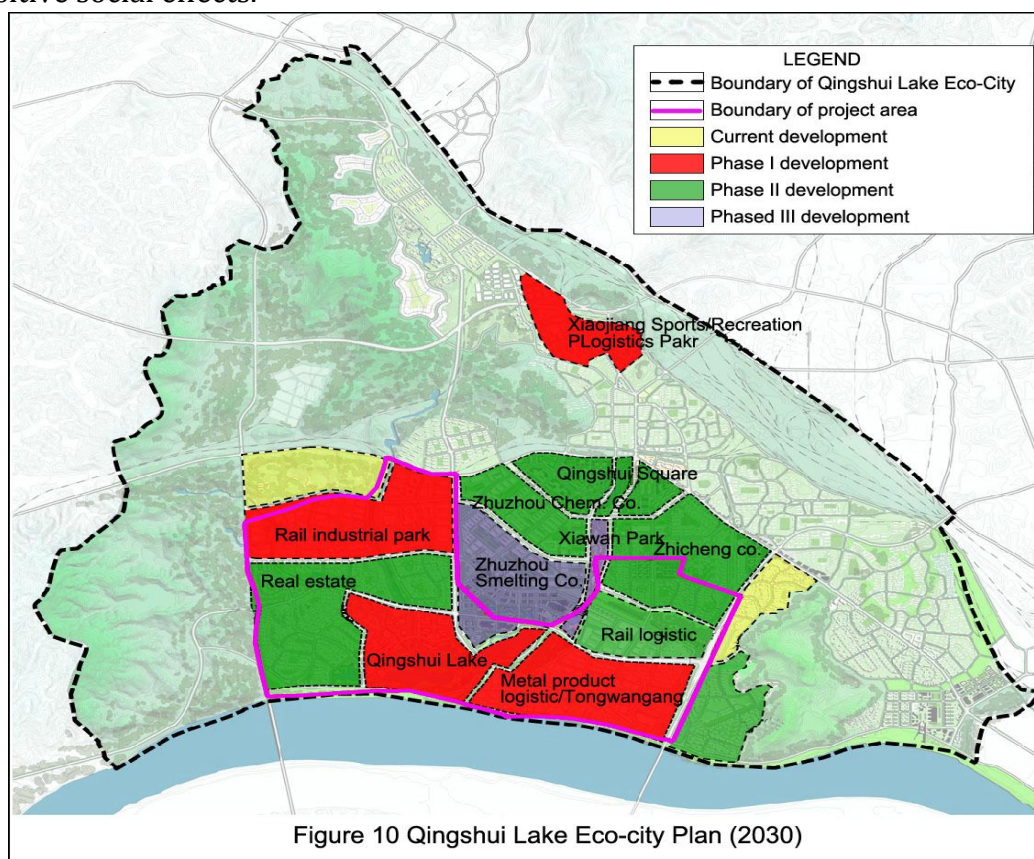 sitive social effects.
LEGEND
Boundary of Qingshui Lake Eco-City
Boundary of project area
Current development
Phase I development
Phase II development
Phased III development
Xiaojiang Sports/Recreation
PLogistics Pakr
Qingshui Square
Zhuzhou Chem. Co.
Xiawan Park
Zhicheng co.
Rail industrial park
Zhuzhou
Smelting Co.
Real estate
Rail logistic
Qingshui Lake
Metal product
logistic/Tongwangang
Figure 10 Qingshui Lake Eco-city Plan (2030)